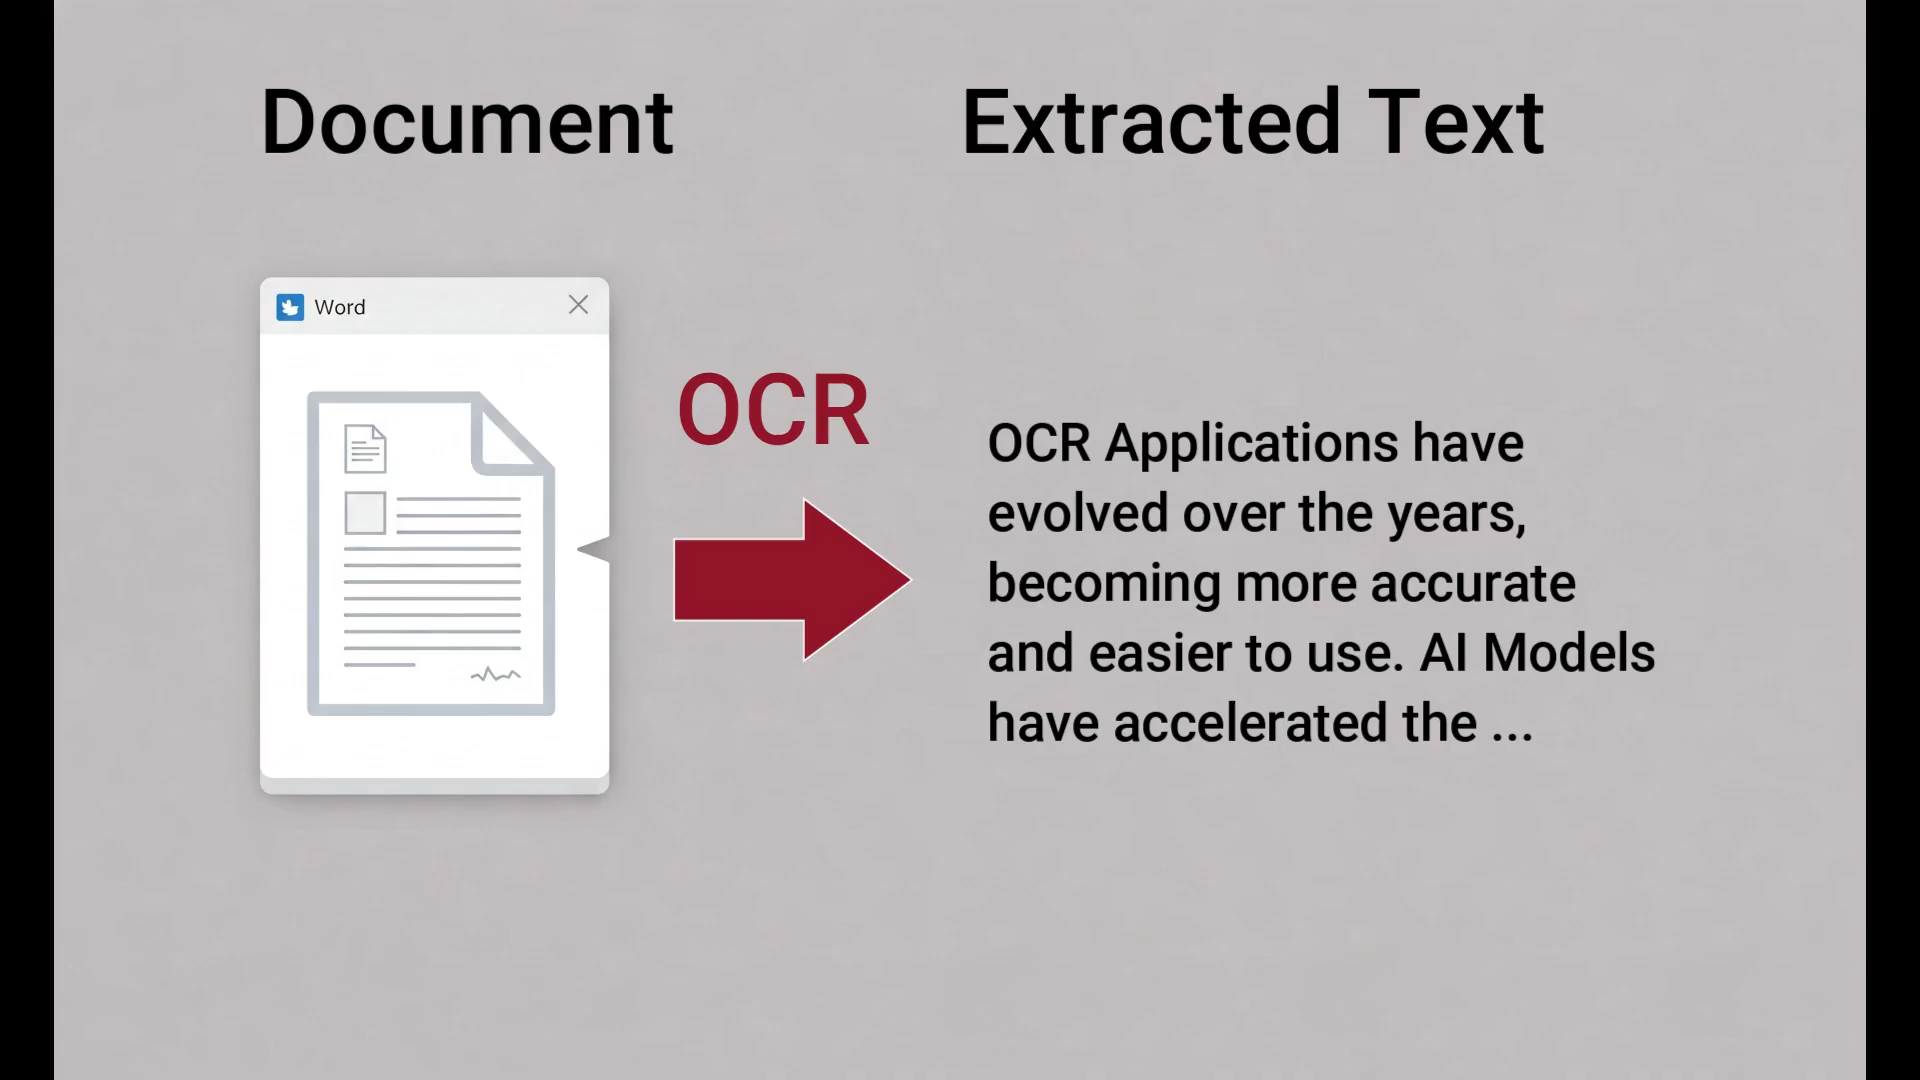 Document
Extracted Text
Word
OCR
OCR Applications have
evolved over the years,
becoming more accurate
and easier to use. AI Models
have accelerated the ...